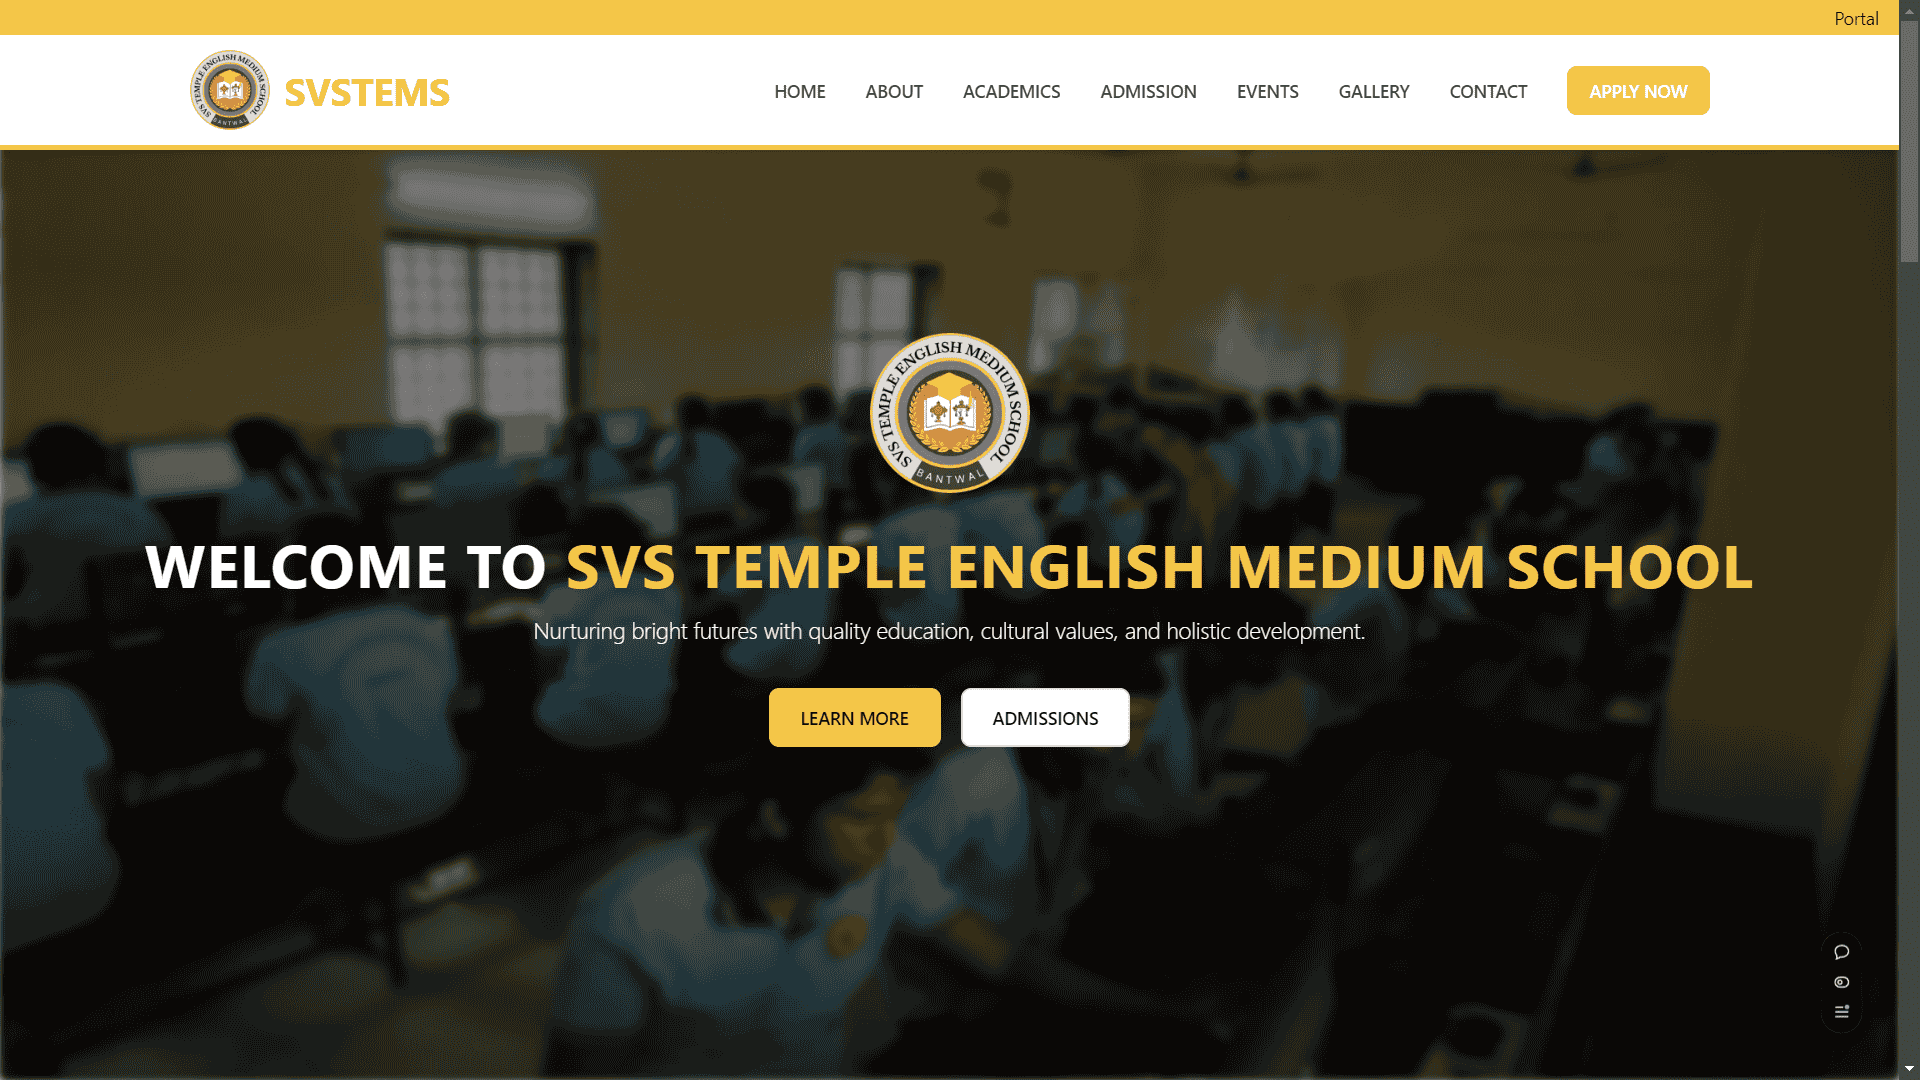 Portal
SVS TEMPLE ENGLISH MEDIUM SCHOOL
BANTWAL
SVSTEMS
HOME ABOUT ACADEMICS ADMISSION EVENTS GALLERY CONTACT APPLY NOW
SVS TEMPLE ENGLISH MEDIUM SCHOOL
BANTWAL
WELCOME TO SVS TEMPLE ENGLISH MEDIUM SCHOOL
Nurturing bright futures with quality education, cultural values, and holistic development.
LEARN MORE ADMISSIONS